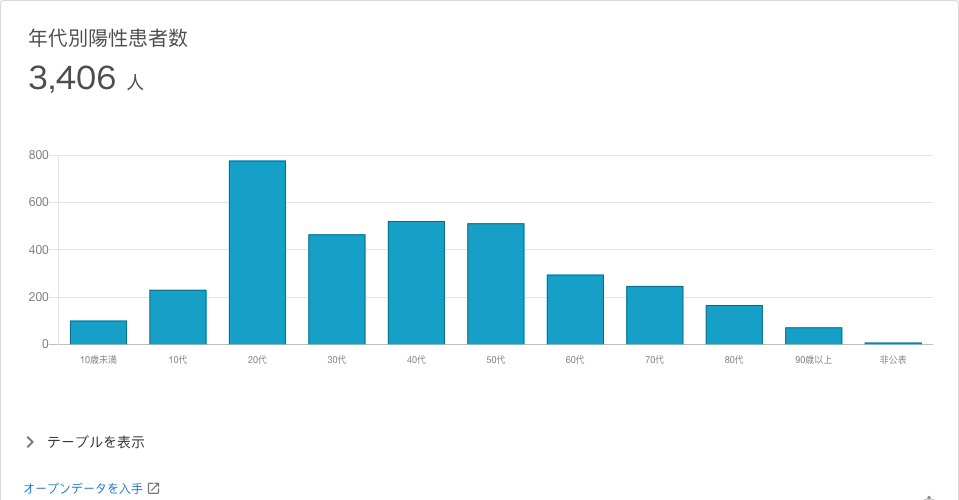 年代別陽性患者数
3,406 人
800
600
400
200
0
10歳未満 10代 20代 30代 40代 50代 60代 70代 80代 90歳以上 非公表
テーブルを表示
オープンデータを入手